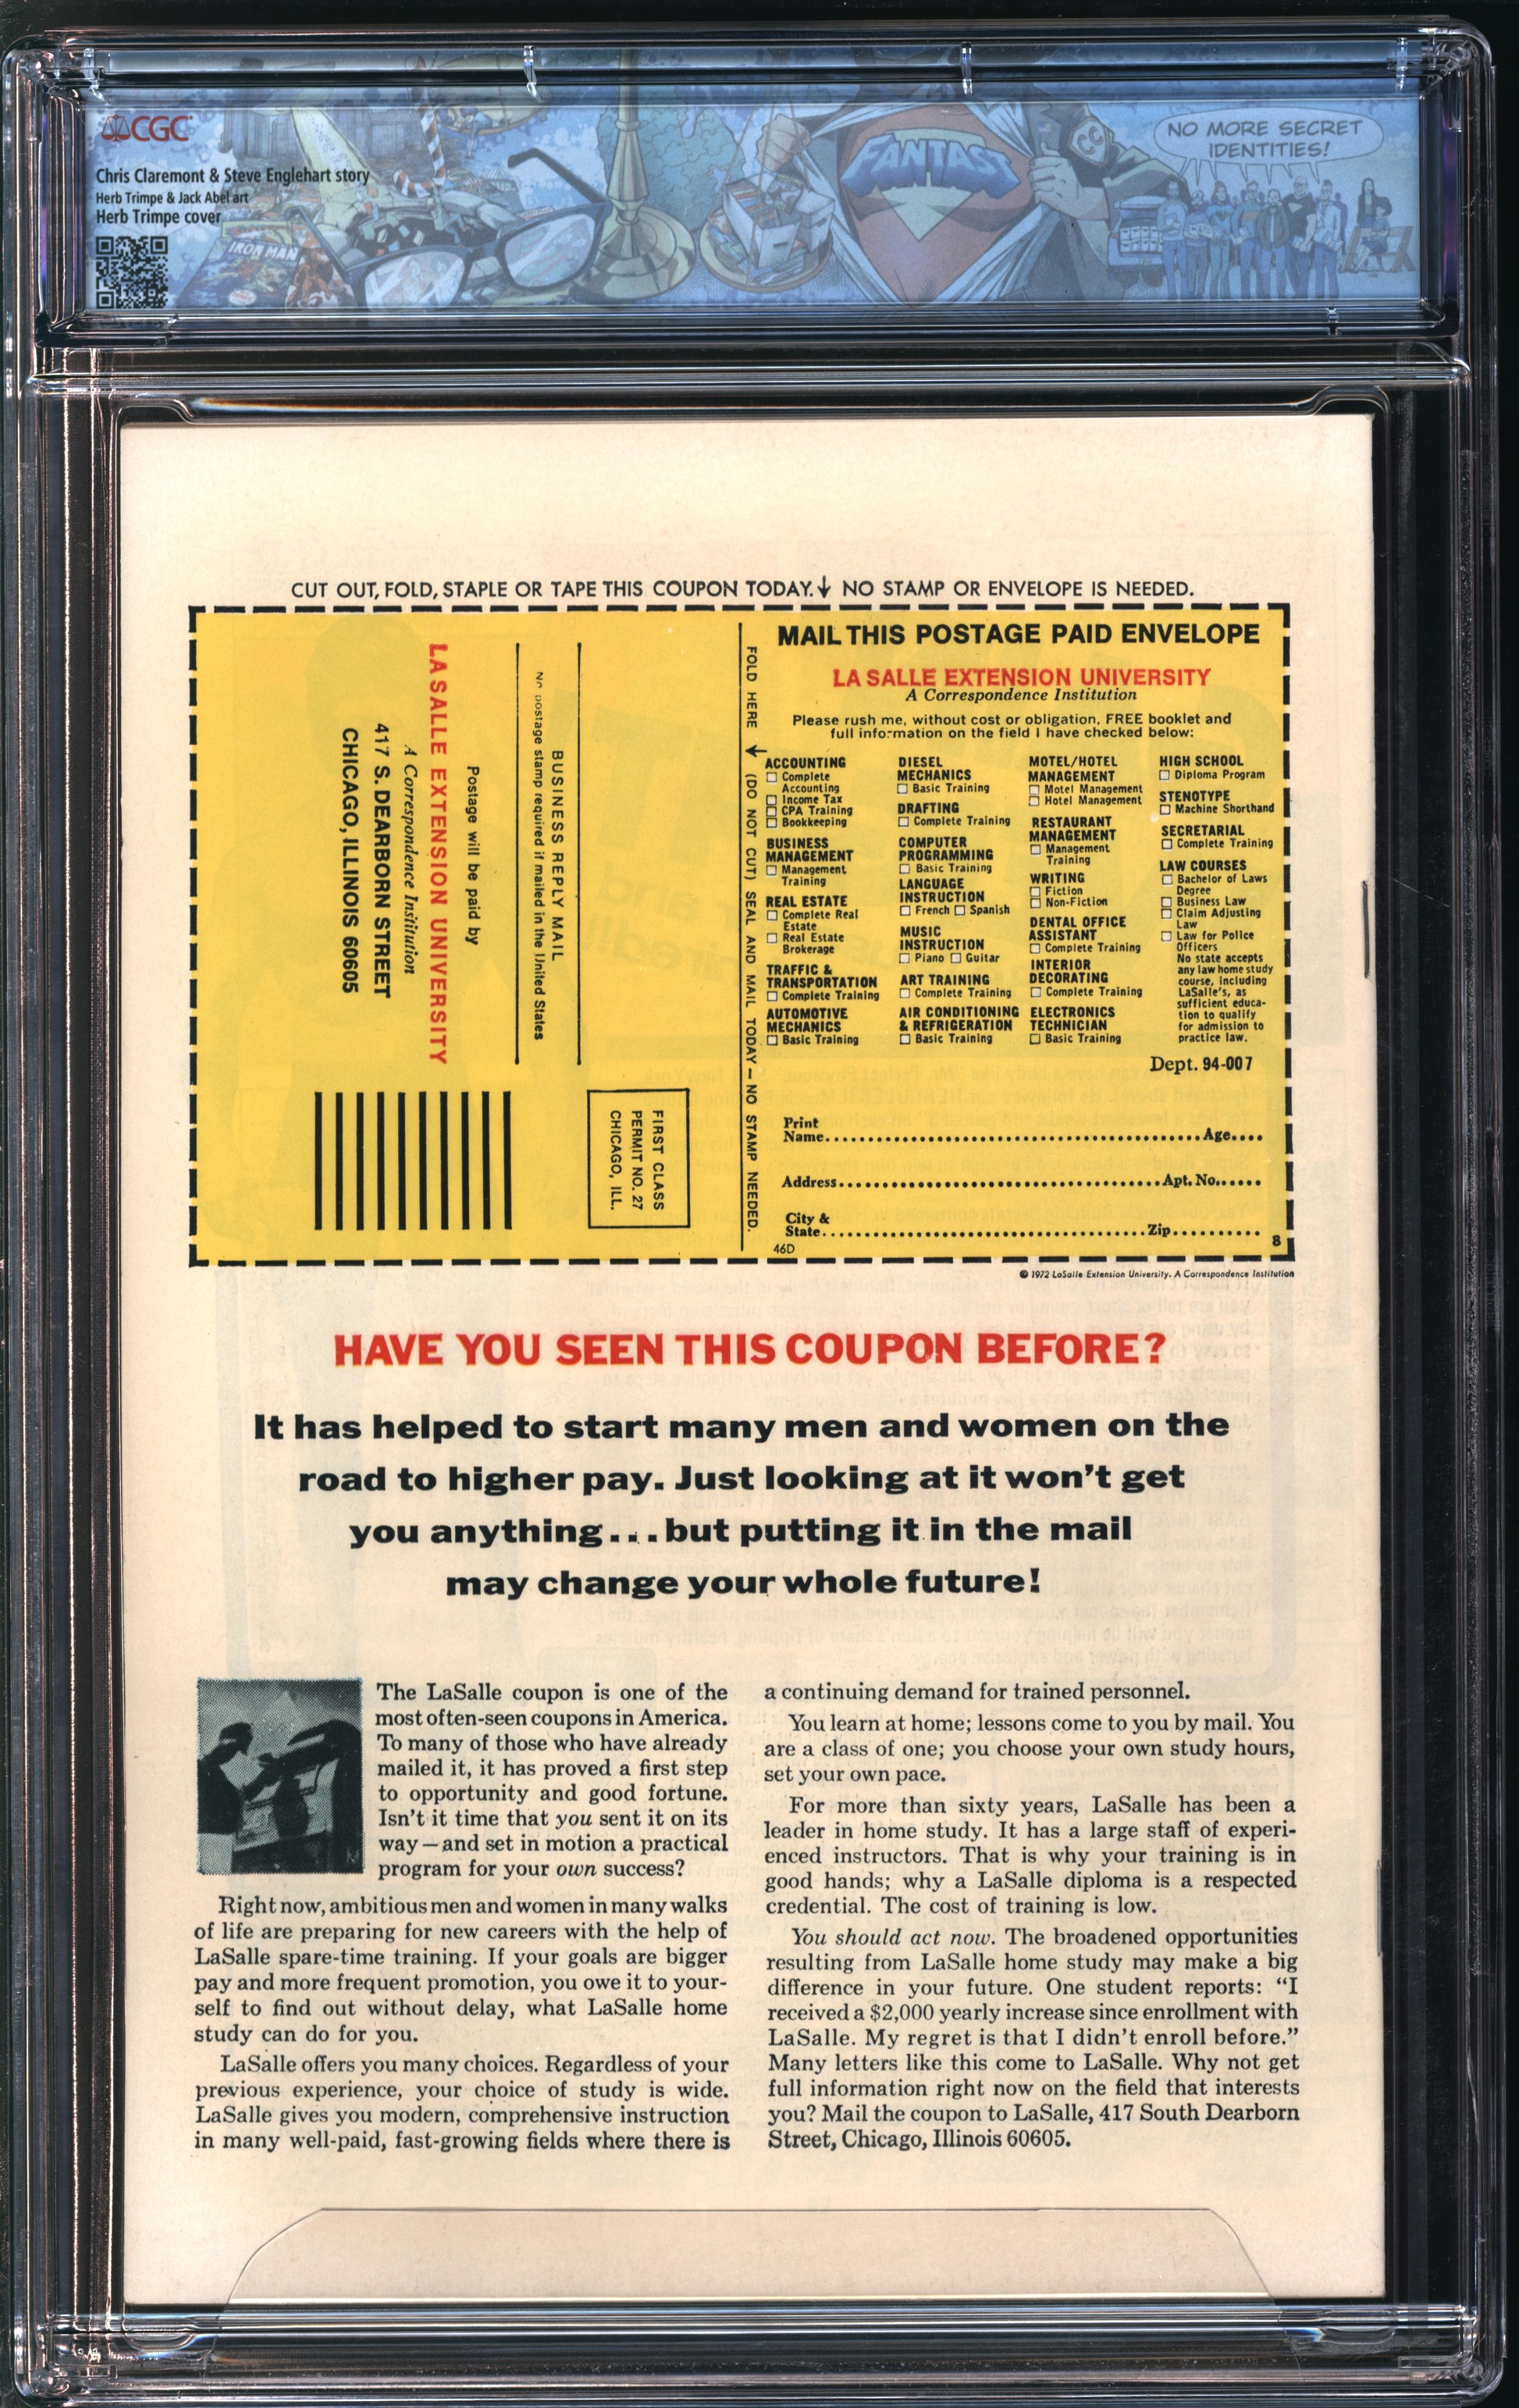 CGC
Chris Claremont & Steve Englehart story
Herb Trimpe & Jack Abel art
Herb Trimpe cover
IRON MAN
FANTAST
CC
NO MORE SECRET
IDENTITIES!
CUT OUT, FOLD, STAPLE OR TAPE THIS COUPON TODAY.↓ NO STAMP OR ENVELOPE IS NEEDED.
BUSINESS REPLY MAIL
No postage stamp required if mailed in the United States
Postage will be paid by
LA SALLE EXTENSION UNIVERSITY
A Correspondence Institution
417 S. DEARBORN STREET
CHICAGO, ILLINOIS 60605
FIRST CLASS
PERMIT NO. 27
CHICAGO, ILL.
FOLD HERE ↓ (DO NOT CUT) SEAL AND MAIL TODAY — NO STAMP NEEDED.
MAIL THIS POSTAGE PAID ENVELOPE
LA SALLE EXTENSION UNIVERSITY
A Correspondence Institution
Please rush me, without cost or obligation, FREE booklet and
full information on the field I have checked below:
ACCOUNTING
☐ Complete
Accounting
☐ Income Tax
☐ CPA Training
☐ Bookkeeping
BUSINESS
MANAGEMENT
☐ Management
Training
REAL ESTATE
☐ Complete Real
Estate
☐ Real Estate
Brokerage
TRAFFIC &
TRANSPORTATION
☐ Complete Training
AUTOMOTIVE
MECHANICS
☐ Basic Training
DIESEL
MECHANICS
☐ Basic Training
DRAFTING
☐ Complete Training
COMPUTER
PROGRAMMING
☐ Basic Training
LANGUAGE
INSTRUCTION
☐ French ☐ Spanish
MUSIC
INSTRUCTION
☐ Piano ☐ Guitar
ART TRAINING
☐ Complete Training
AIR CONDITIONING
& REFRIGERATION
☐ Basic Training
MOTEL/HOTEL
MANAGEMENT
☐ Motel Management
☐ Hotel Management
RESTAURANT
MANAGEMENT
☐ Management
Training
WRITING
☐ Fiction
☐ Non-Fiction
DENTAL OFFICE
ASSISTANT
☐ Complete Training
INTERIOR
DECORATING
☐ Complete Training
ELECTRONICS
TECHNICIAN
☐ Basic Training
HIGH SCHOOL
☐ Diploma Program
STENOTYPE
☐ Machine Shorthand
SECRETARIAL
☐ Complete Training
LAW COURSES
☐ Bachelor of Laws
Degree
☐ Business Law
☐ Claim Adjusting
Law
☐ Law for Police
Officers
No state accepts
any law home study
course, including
LaSalle's, as
sufficient educa-
tion to qualify
for admission to
practice law.
Dept. 94-007
Print
Name....................Age....
Address....................Apt. No......
City &
State....................Zip..........
46D
8
© 1972 LaSalle Extension University. A Correspondence Institution
HAVE YOU SEEN THIS COUPON BEFORE?
It has helped to start many men and women on the
road to higher pay. Just looking at it won't get
you anything...but putting it in the mail
may change your whole future!
The LaSalle coupon is one of the
most often-seen coupons in America.
To many of those who have already
mailed it, it has proved a first step
to opportunity and good fortune.
Isn't it time that you sent it on its
way—and set in motion a practical
program for your own success?
Right now, ambitious men and women in many walks
of life are preparing for new careers with the help of
LaSalle spare-time training. If your goals are bigger
pay and more frequent promotion, you owe it to your-
self to find out without delay, what LaSalle home
study can do for you.
LaSalle offers you many choices. Regardless of your
previous experience, your choice of study is wide.
LaSalle gives you modern, comprehensive instruction
in many well-paid, fast-growing fields where there is
a continuing demand for trained personnel.
You learn at home; lessons come to you by mail. You
are a class of one; you choose your own study hours,
set your own pace.
For more than sixty years, LaSalle has been a
leader in home study. It has a large staff of experi-
enced instructors. That is why your training is in
good hands; why a LaSalle diploma is a respected
credential. The cost of training is low.
You should act now. The broadened opportunities
resulting from LaSalle home study may make a big
difference in your future. One student reports: "I
received a $2,000 yearly increase since enrollment with
LaSalle. My regret is that I didn't enroll before."
Many letters like this come to LaSalle. Why not get
full information right now on the field that interests
you? Mail the coupon to LaSalle, 417 South Dearborn
Street, Chicago, Illinois 60605.